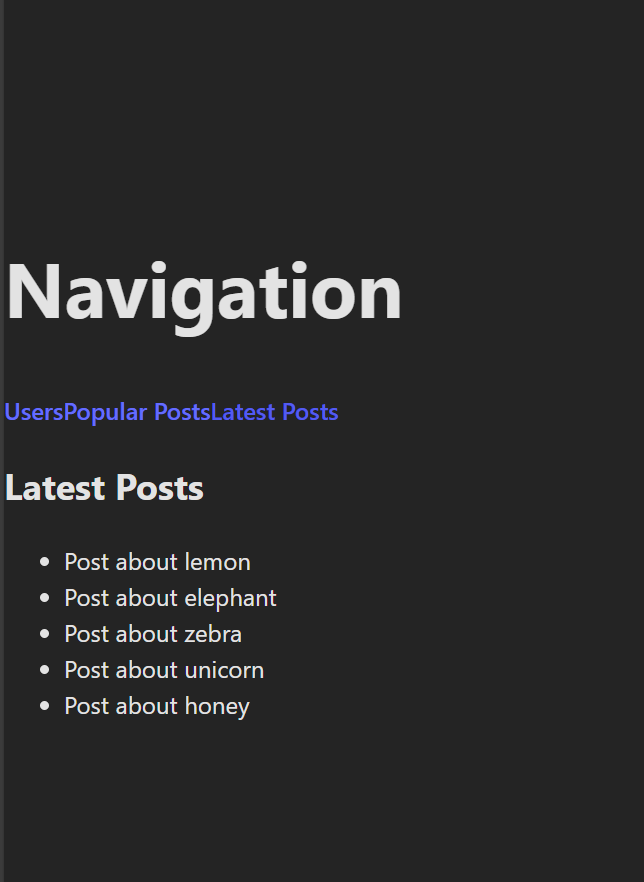 Navigation
UsersPopular PostsLatest Posts
Latest Posts
Post about lemon
Post about elephant
Post about zebra
Post about unicorn
Post about honey